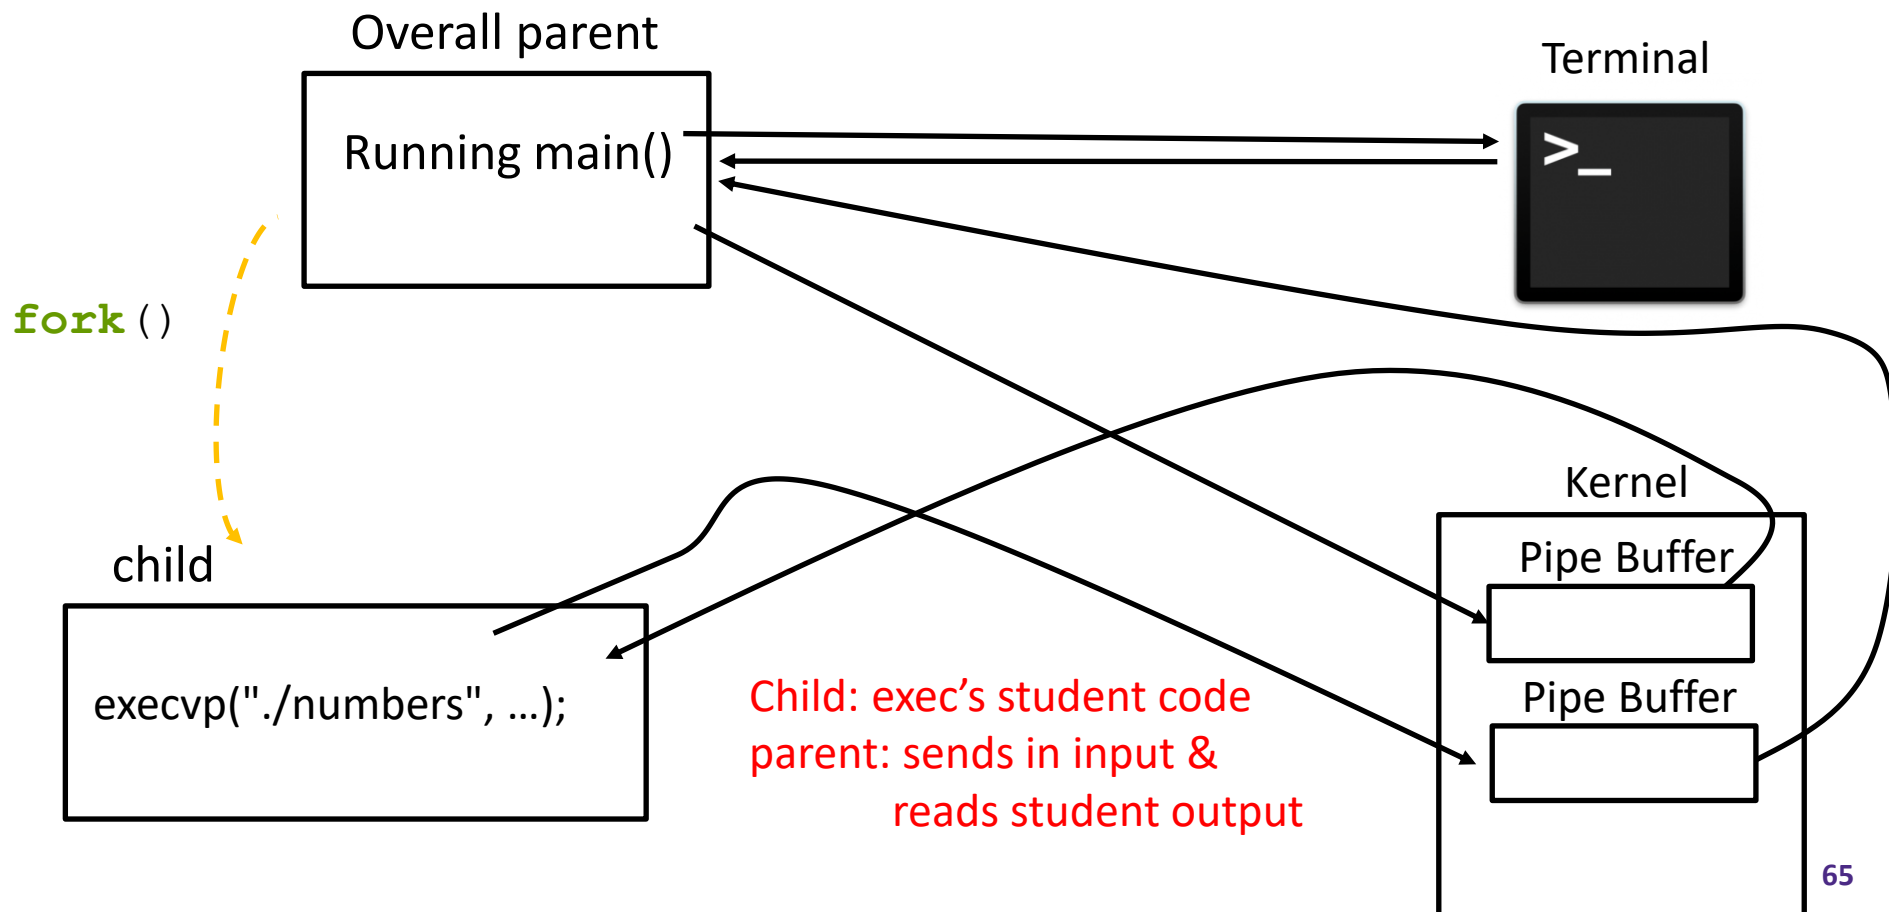 Overall parent
Terminal
Running main()
>_
fork()
Kernel
Pipe Buffer
child
execvp("./numbers", …);
Pipe Buffer
Child: exec’s student code
parent: sends in input &
reads student output
65